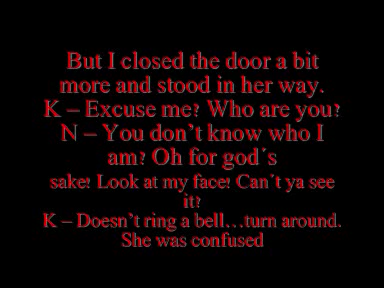 But I closed the door a bit
more and stood in her way.
K – Excuse me? Who are you?
N – You don’t know who I
am? Oh for god´s
sake! Look at my face! Can´t ya see
it?
K – Doesn’t ring a bell…turn around.
She was confused